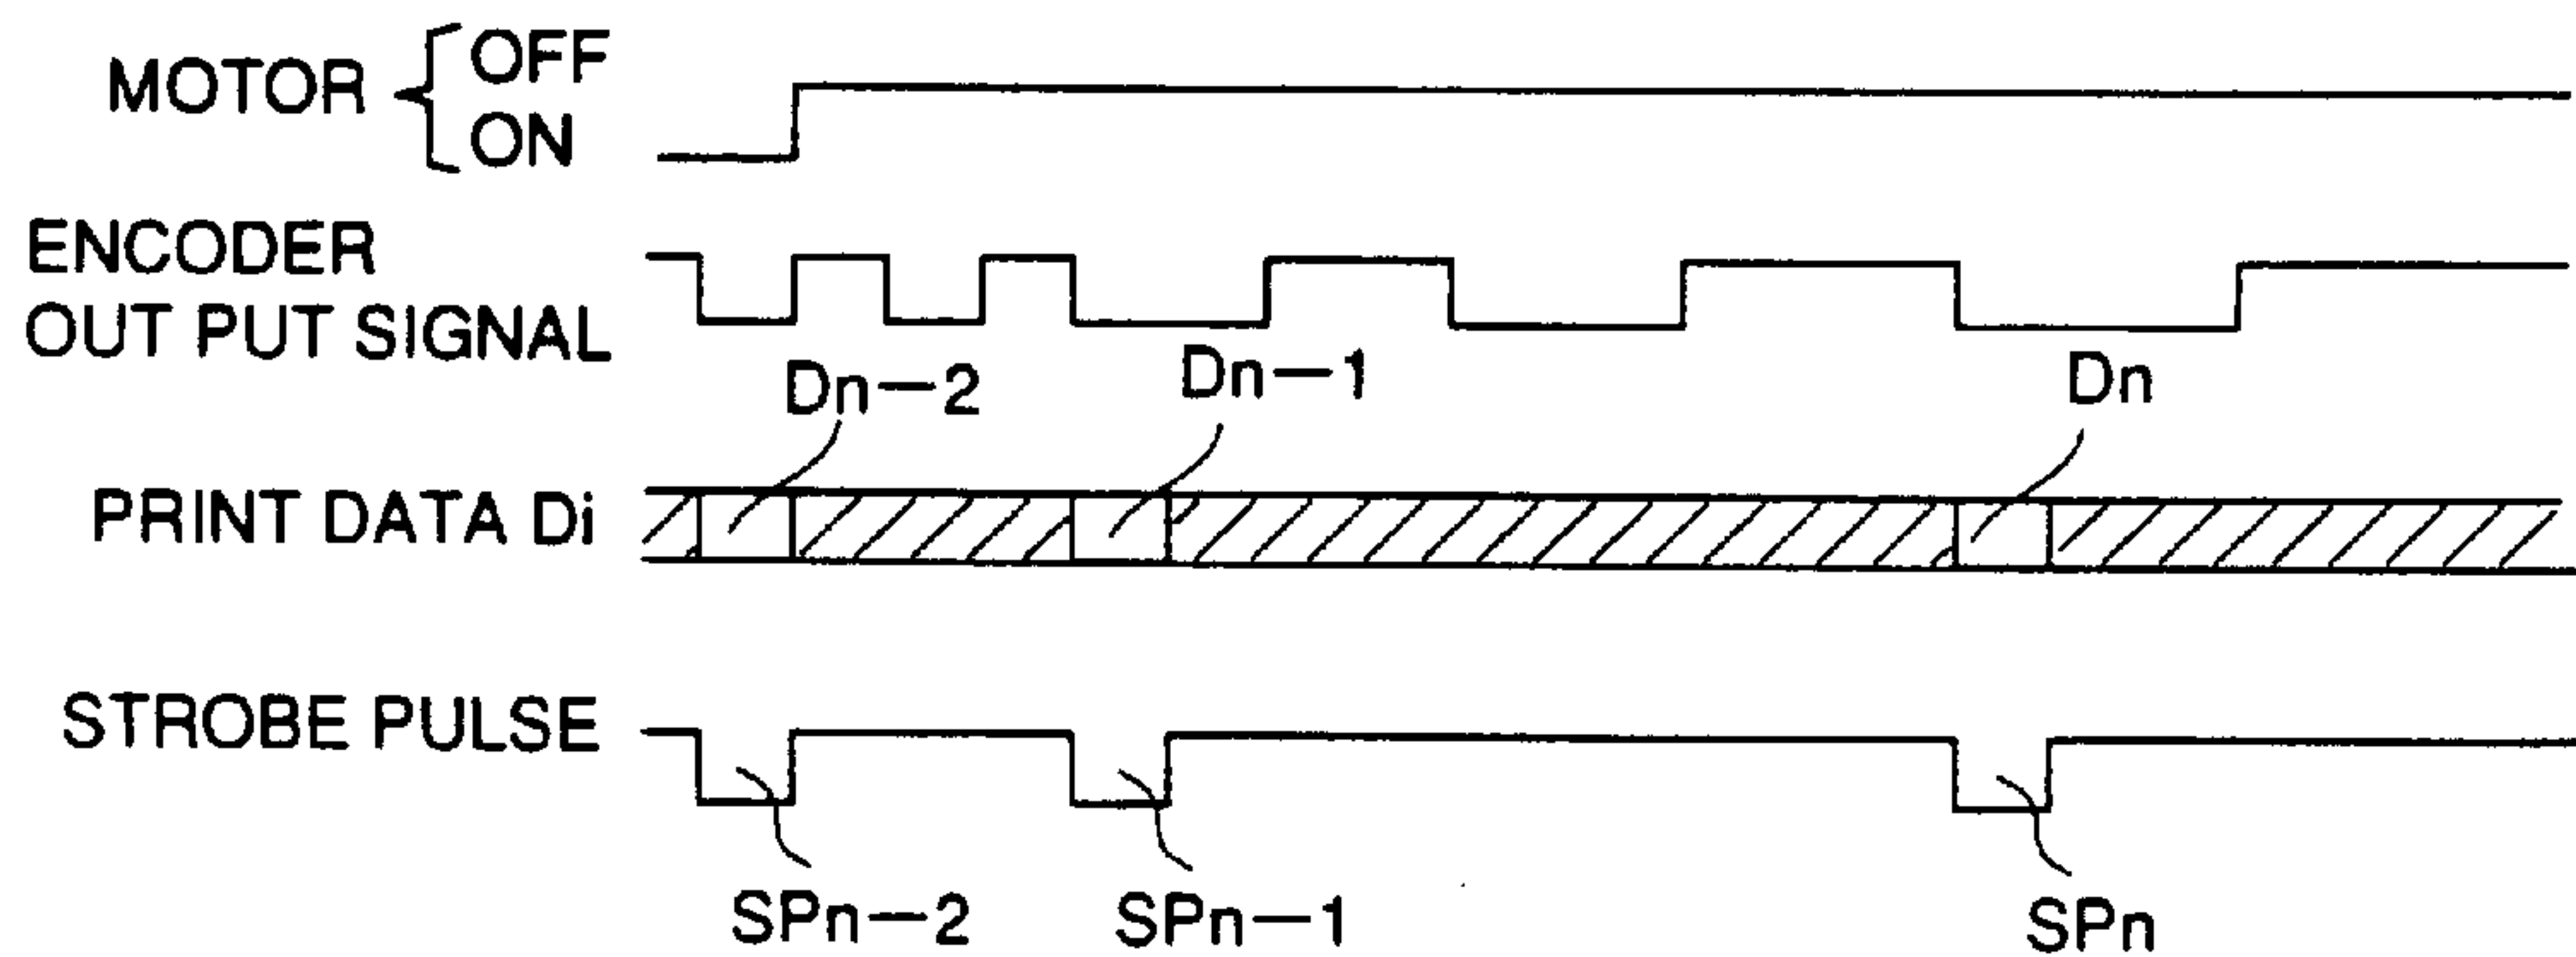 MOTOR
OFF
ON
ENCODER
OUT PUT SIGNAL
Dn-2
Dn-1
Dn
PRINT DATA Di
STROBE PULSE
SPn-2
SPn-1
SPn